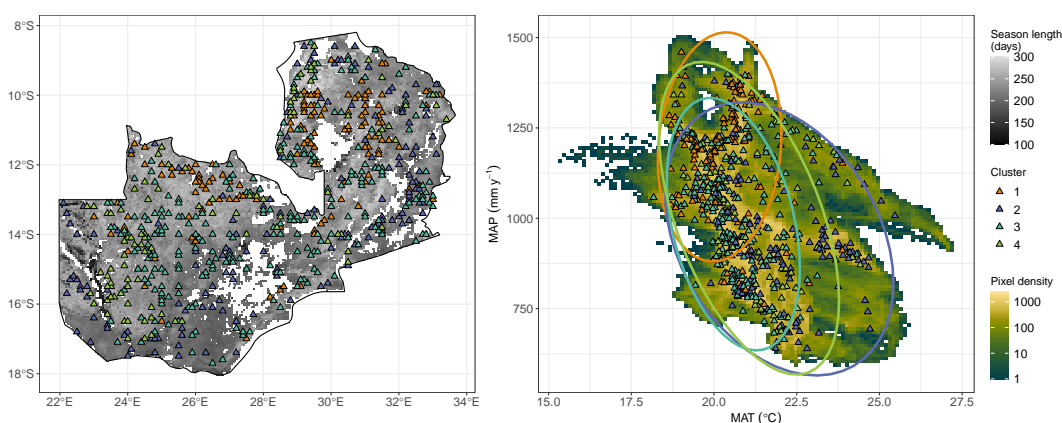 8°S
10°S
12°S
14°S
16°S
18°S
22°E
24°E
26°E
28°E
30°E
32°E
34°E
1500
1250
1000
750
MAP (mm y⁻¹)
15.0
17.5
20.0
22.5
25.0
27.5
MAT (°C)
Season length
(days)
300
250
200
150
100
Cluster
1
2
3
4
Pixel density
1000
100
10
1